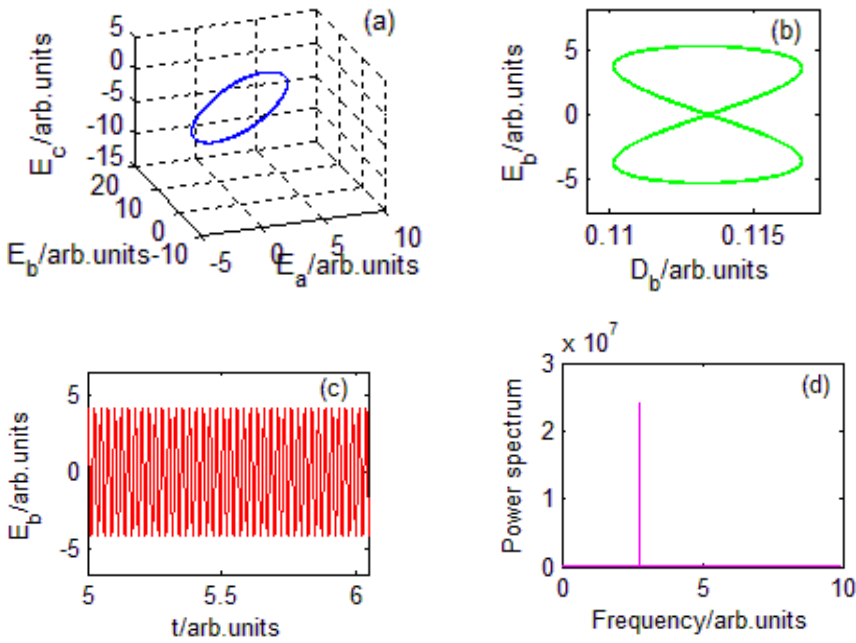 (a)
5
0
-5
-10
-15
E_c/arb.units
20
10
0
-10
E_b/arb.units
-5
0
5
10
E_a/arb.units
(b)
5
0
-5
E_b/arb.units
0.11
0.115
D_b/arb.units
(c)
5
0
-5
E_b/arb.units
5
5.5
6
t/arb.units
x 10^7
(d)
3
2
1
0
Power spectrum
0
5
10
Frequency/arb.units